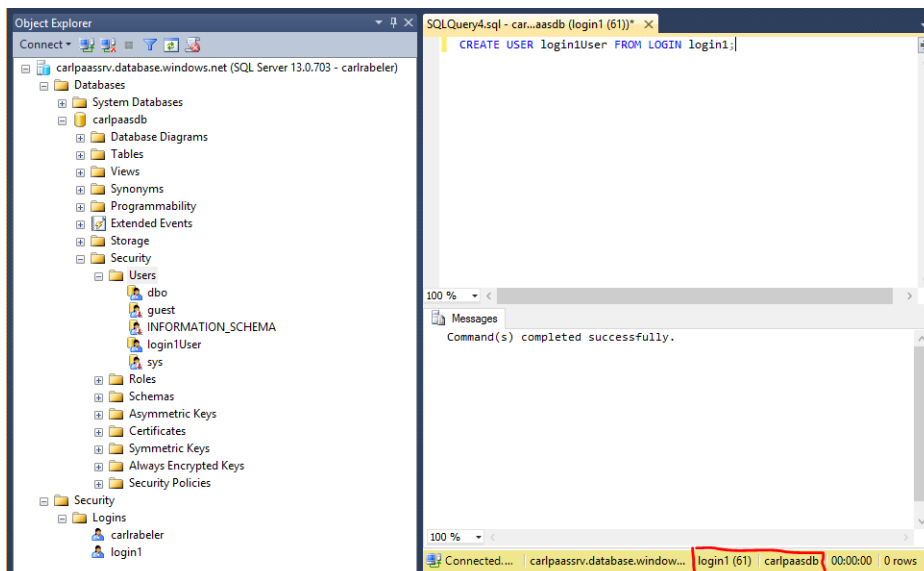 Object Explorer
Connect
carlpaassrv.database.windows.net (SQL Server 13.0.703 - carlrabeler)
Databases
System Databases
carlpaasdb
Database Diagrams
Tables
Views
Synonyms
Programmability
Extended Events
Storage
Security
Users
dbo
guest
INFORMATION_SCHEMA
login1User
sys
Roles
Schemas
Asymmetric Keys
Certificates
Symmetric Keys
Always Encrypted Keys
Security Policies
Security
Logins
carlrabeler
login1
SQLQuery4.sql - car...aasdb (login1 (61))*
CREATE USER login1User FROM LOGIN login1;
100 %
Messages
Command(s) completed successfully.
100 %
Connected.... carlpaassrv.database.window... login1 (61) carlpaasdb 00:00:00 0 rows